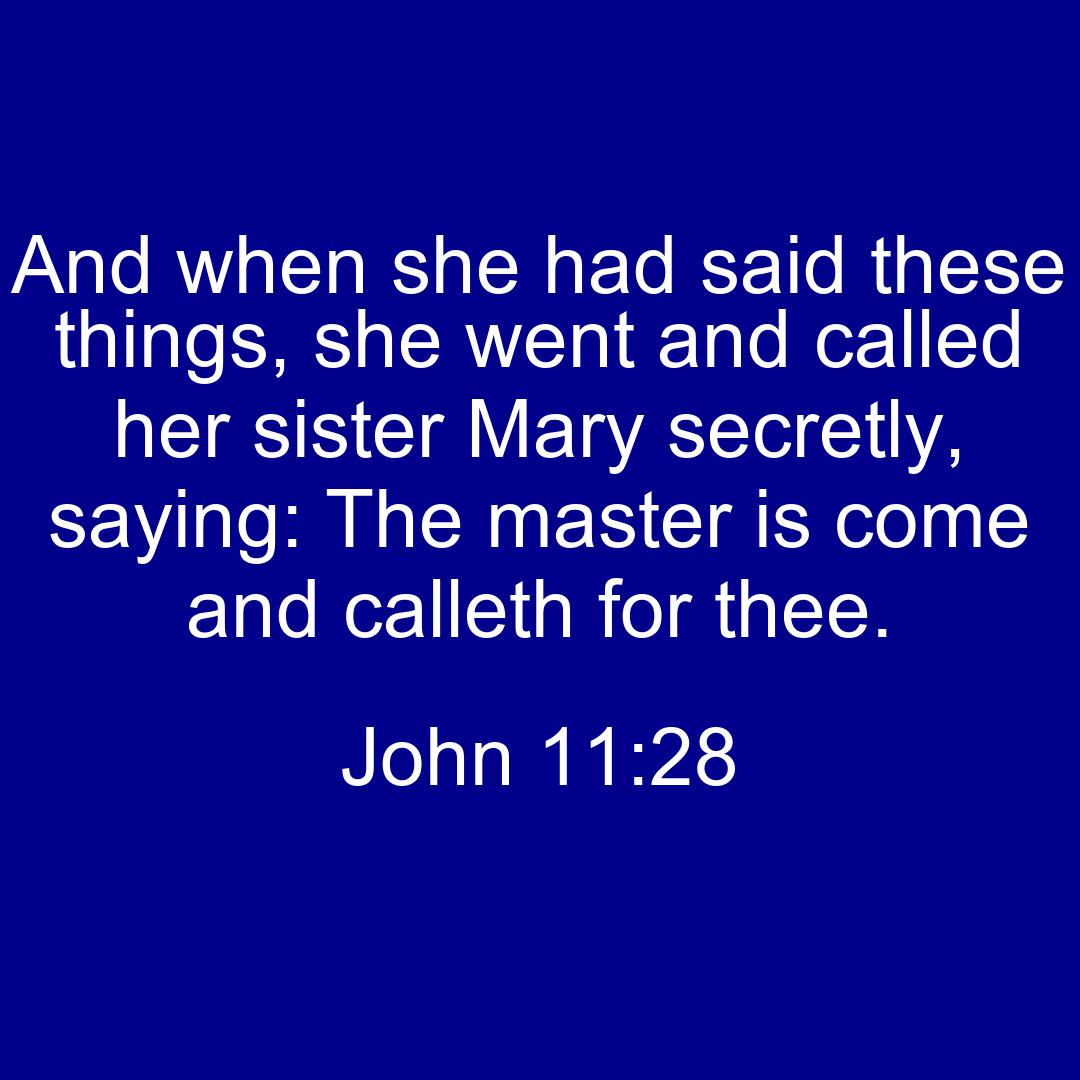 And when she had said these
things, she went and called
her sister Mary secretly,
saying: The master is come
and calleth for thee.
John 11:28